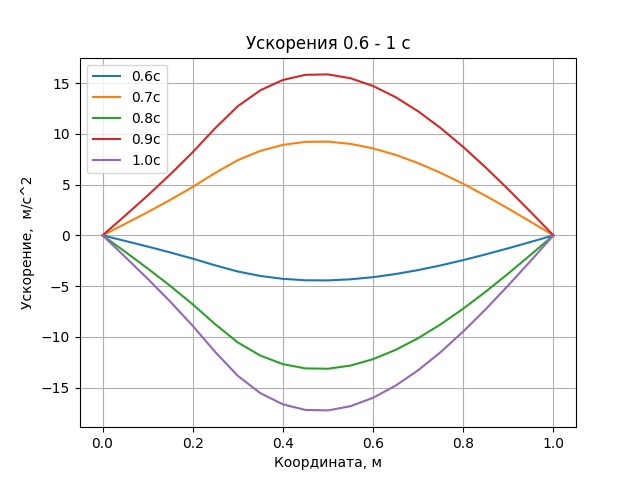 Ускорения 0.6 - 1 с
0.6с
0.7с
0.8с
0.9с
1.0с
15
10
5
0
−5
−10
−15
Ускорение,  м/с^2
0.0
0.2
0.4
0.6
0.8
1.0
Координата, м